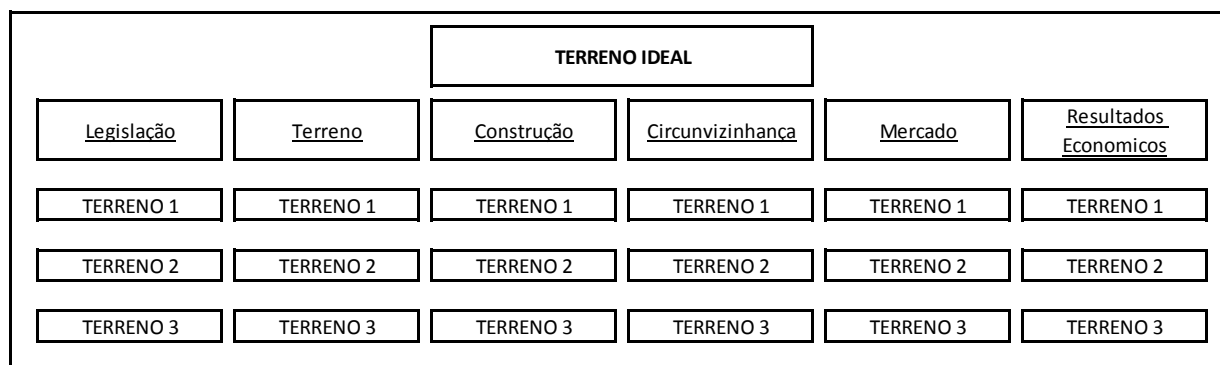 TERRENO IDEAL
Legislação Terreno Construção Circunvizinhança Mercado Resultados
Economicos
TERRENO 1 TERRENO 1 TERRENO 1 TERRENO 1 TERRENO 1 TERRENO 1
TERRENO 2 TERRENO 2 TERRENO 2 TERRENO 2 TERRENO 2 TERRENO 2
TERRENO 3 TERRENO 3 TERRENO 3 TERRENO 3 TERRENO 3 TERRENO 3